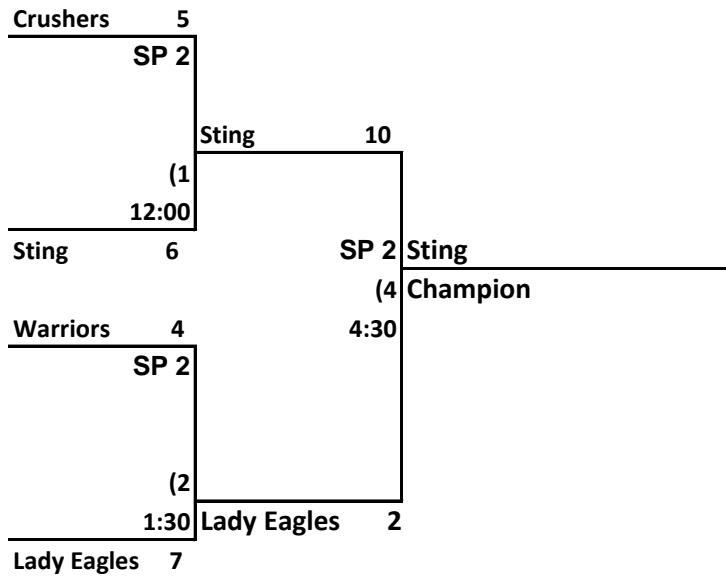 Crushers 5
SP 2
Sting 10
(1
12:00
Sting 6
SP 2 Sting
(4 Champion
Warriors 4
4:30
SP 2
(2
1:30 Lady Eagles 2
Lady Eagles 7